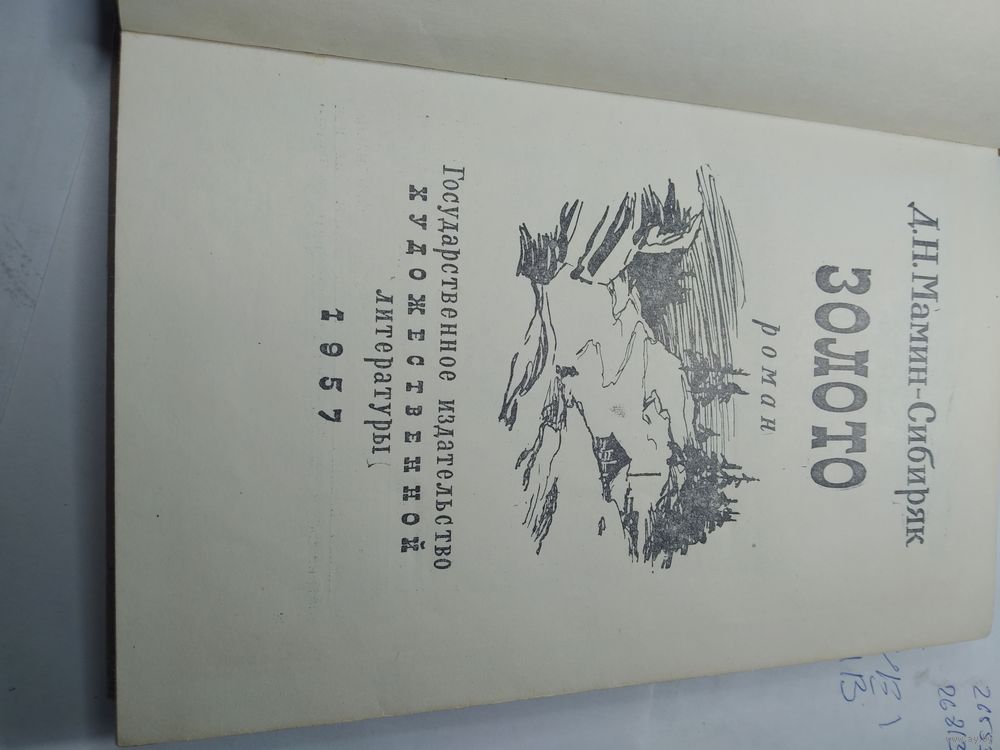 Д.Н.Мамин-Сибиряк
ЗОЛОТО
роман
Государственное издательство
ХУДОЖЕСТВЕННОЙ
литературы
1957